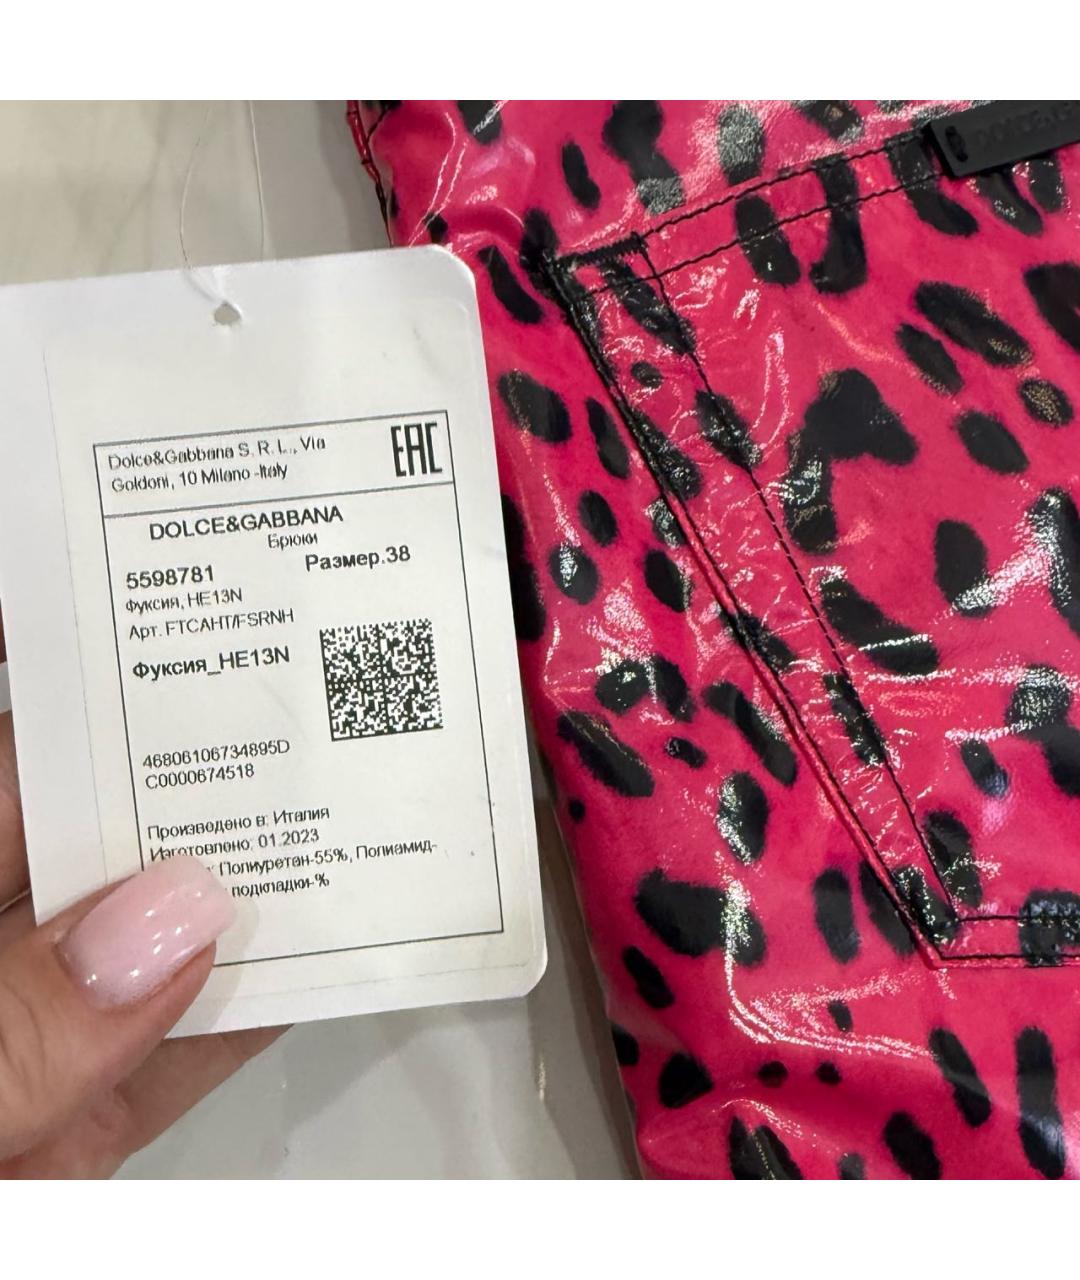 Dolce&Gabbana S. R. L., Via
Goldoni, 10 Milano -Italy
EAC
DOLCE&GABBANA
Брюки
5598781
Размер.38
Фуксия, HE13N
Арт. FTCAHT/FSRNH
Фуксия_HE13N
46806106734895D
C0000674518
Произведено в: Италия
Изготовлено: 01.2023
: Полиуретан-55%, Полиамид-
подкладки-%